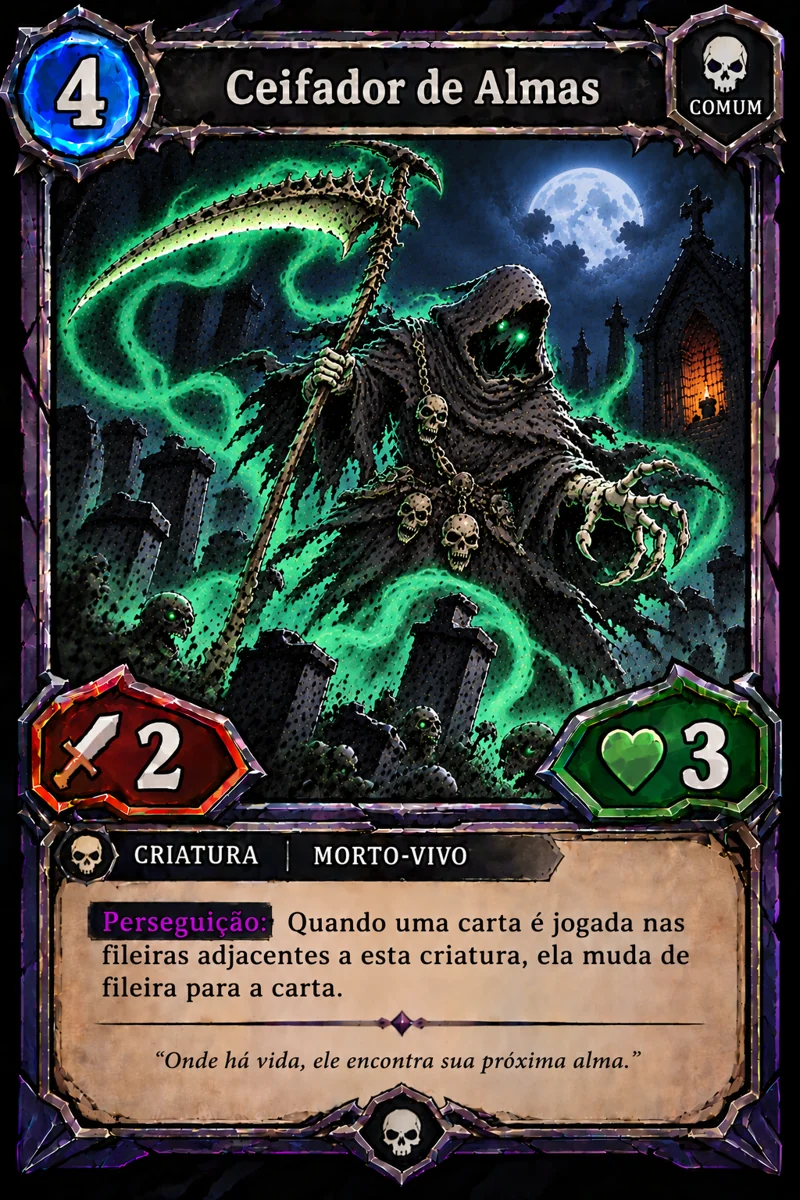 4
Ceifador de Almas
COMUM
2
3
CRIATURA | MORTO-VIVO
Perseguição: Quando uma carta é jogada nas
fileiras adjacentes a esta criatura, ela muda de
fileira para a carta.
“Onde há vida, ele encontra sua próxima alma.”